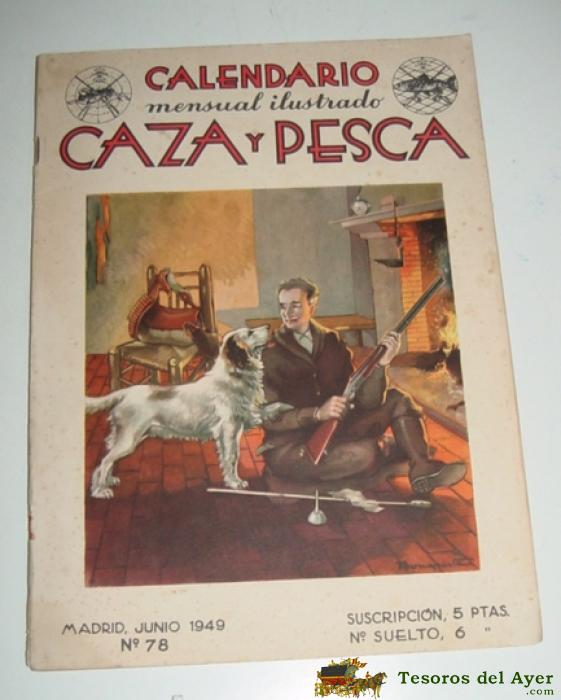 CALENDARIO
mensual ilustrado
CAZA Y PESCA
MADRID, JUNIO 1949
Nº 78
SUSCRIPCIÓN, 5 PTAS.
Nº SUELTO, 6 "
Tesoros del Ayer
.com